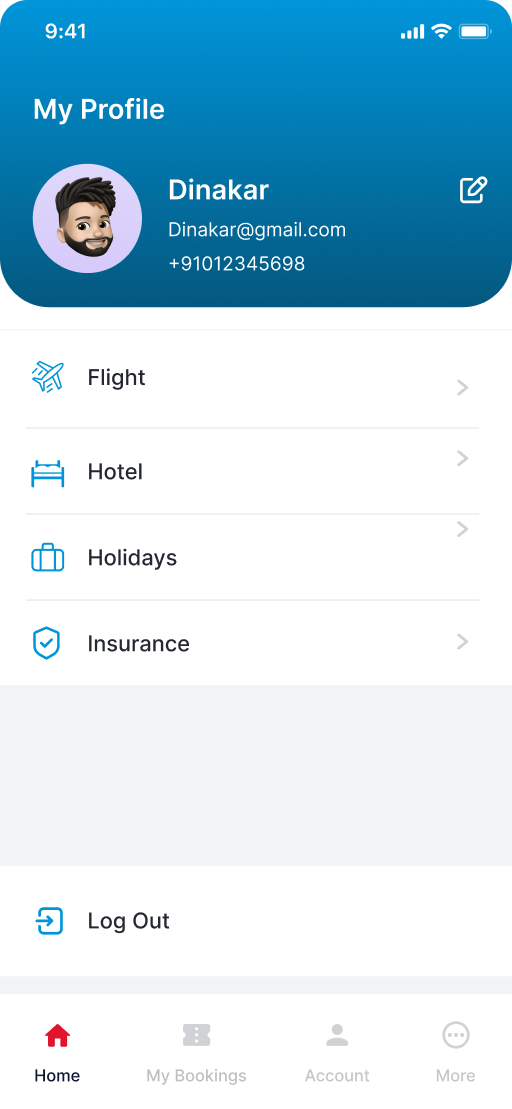 9:41
My Profile
Dinakar
Dinakar@gmail.com
+91012345698
Flight
Hotel
Holidays
Insurance
Log Out
Home My Bookings Account More